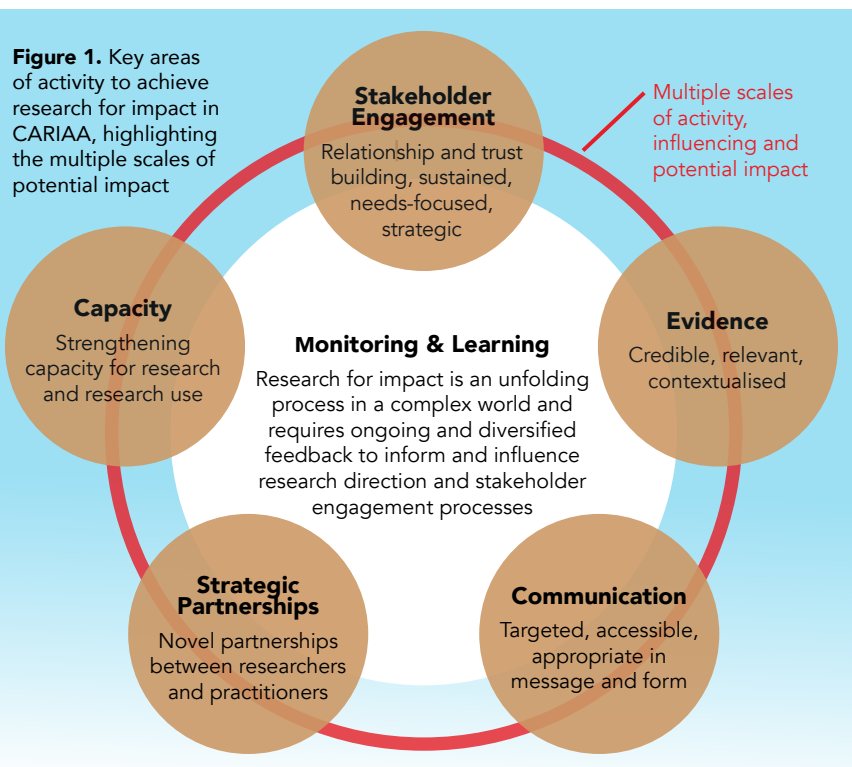 Figure 1. Key areas
of activity to achieve
research for impact in
CARIAA, highlighting
the multiple scales of
potential impact
Stakeholder
Engagement
Relationship and trust
building, sustained,
needs-focused,
strategic
Multiple scales
of activity,
influencing and
potential impact
Capacity
Strengthening
capacity for research
and research use
Evidence
Credible, relevant,
contextualised
Monitoring & Learning
Research for impact is an unfolding
process in a complex world and
requires ongoing and diversified
feedback to inform and influence
research direction and stakeholder
engagement processes
Strategic
Partnerships
Novel partnerships
between researchers
and practitioners
Communication
Targeted, accessible,
appropriate in
message and form